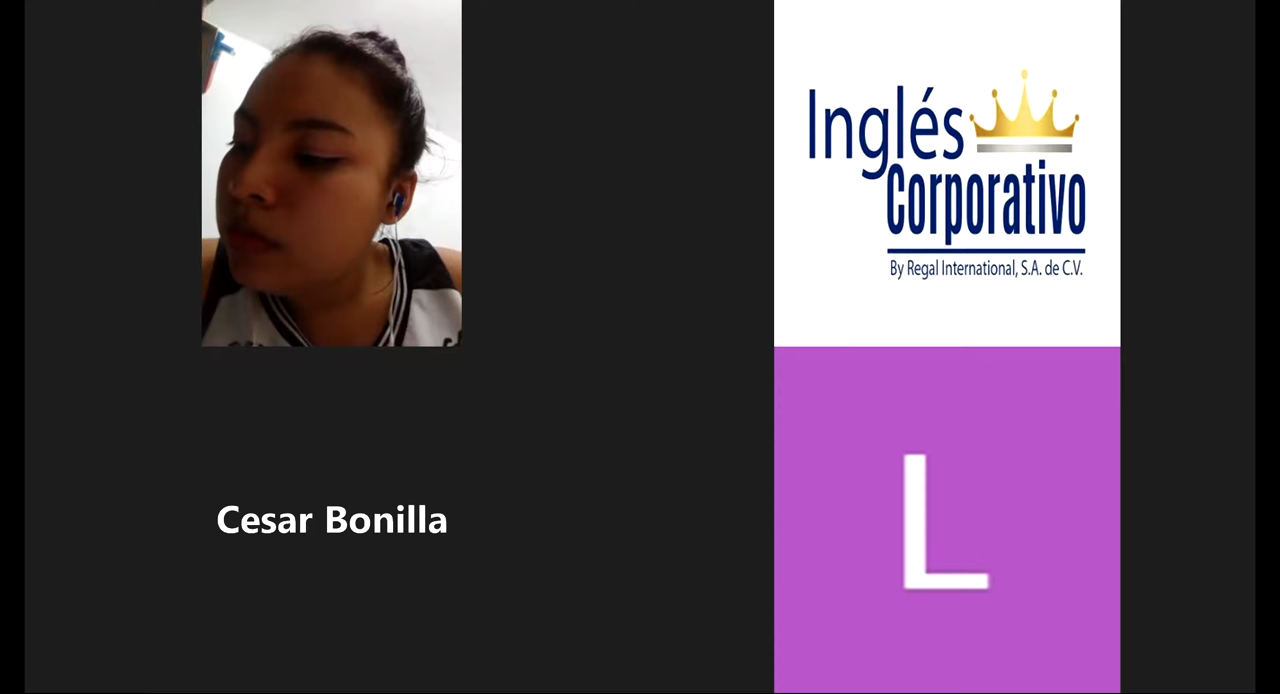 Inglés
Corporativo
By Regal International, S.A. de C.V.
Cesar Bonilla
L